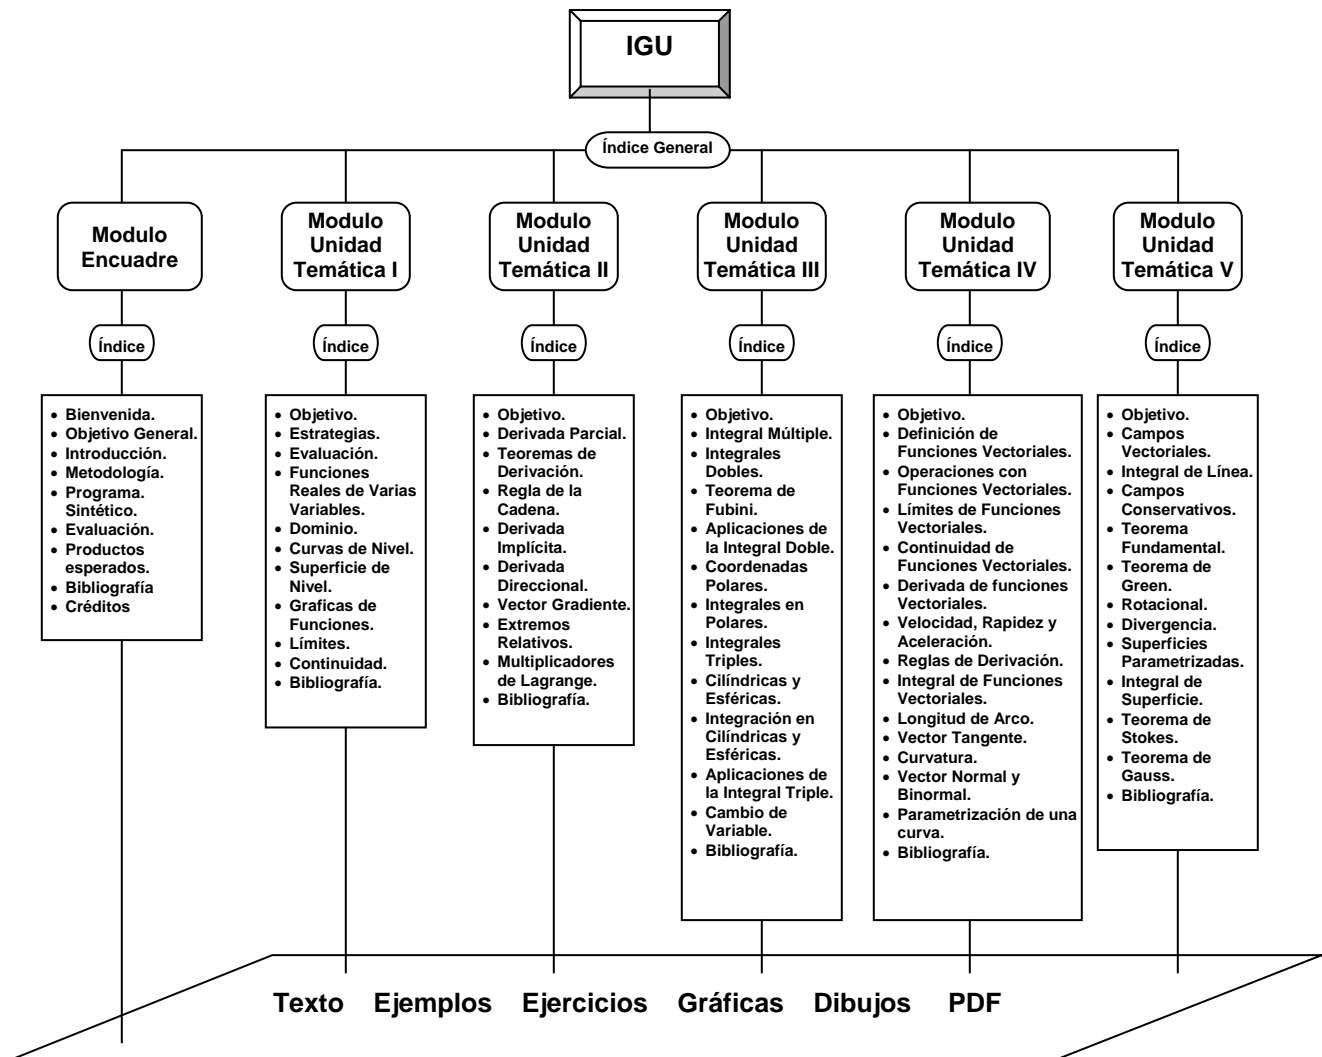 IGU
Índice General
Modulo
Encuadre
Modulo
Unidad
Temática I
Modulo
Unidad
Temática II
Modulo
Unidad
Temática III
Modulo
Unidad
Temática IV
Modulo
Unidad
Temática V
Índice
Índice
Índice
Índice
Índice
Índice
• Bienvenida.
• Objetivo General.
• Introducción.
• Metodología.
• Programa.
Sintético.
• Evaluación.
• Productos
esperados.
• Bibliografía
• Créditos
• Objetivo.
• Estrategias.
• Evaluación.
• Funciones
Reales de Varias
Variables.
• Dominio.
• Curvas de Nivel.
• Superficie de
Nivel.
• Graficas de
Funciones.
• Límites.
• Continuidad.
• Bibliografía.
• Objetivo.
• Derivada Parcial.
• Teoremas de
Derivación.
• Regla de la
Cadena.
• Derivada
Implícita.
• Derivada
Direccional.
• Vector Gradiente.
• Extremos
Relativos.
• Multiplicadores
de Lagrange.
• Bibliografía.
• Objetivo.
• Integral Múltiple.
• Integrales
Dobles.
• Teorema de
Fubini.
• Aplicaciones de
la Integral Doble.
• Coordenadas
Polares.
• Integrales en
Polares.
• Integrales
Triples.
• Cilíndricas y
Esféricas.
• Integración en
Cilíndricas y
Esféricas.
• Aplicaciones de
la Integral Triple.
• Cambio de
Variable.
• Bibliografía.
• Objetivo.
• Definición de
Funciones Vectoriales.
• Operaciones con
Funciones Vectoriales.
• Límites de Funciones
Vectoriales.
• Continuidad de
Funciones Vectoriales.
• Derivada de funciones
Vectoriales.
• Velocidad, Rapidez y
Aceleración.
• Reglas de Derivación.
• Integral de Funciones
Vectoriales.
• Longitud de Arco.
• Vector Tangente.
• Curvatura.
• Vector Normal y
Binormal.
• Parametrización de una
curva.
• Bibliografía.
• Objetivo.
• Campos
Vectoriales.
• Integral de Línea.
• Campos
Conservativos.
• Teorema
Fundamental.
• Teorema de
Green.
• Rotacional.
• Divergencia.
• Superficies
Parametrizadas.
• Integral de
Superficie.
• Teorema de
Stokes.
• Teorema de
Gauss.
• Bibliografía.
Texto Ejemplos Ejercicios Gráficas Dibujos PDF